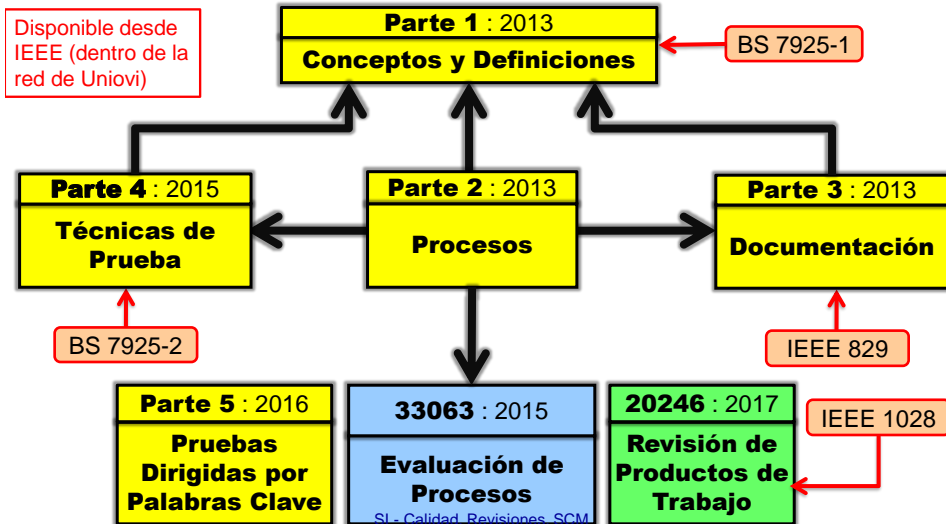 Disponible desde
IEEE (dentro de la
red de Uniovi)
Parte 1 : 2013
Conceptos y Definiciones
BS 7925-1
Parte 4 : 2015
Técnicas de
Prueba
Parte 2 : 2013
Procesos
Parte 3 : 2013
Documentación
BS 7925-2
IEEE 829
Parte 5 : 2016
Pruebas
Dirigidas por
Palabras Clave
33063 : 2015
Evaluación de
Procesos
SI - Calidad, Revisiones, SCM
20246 : 2017
Revisión de
Productos de
Trabajo
IEEE 1028